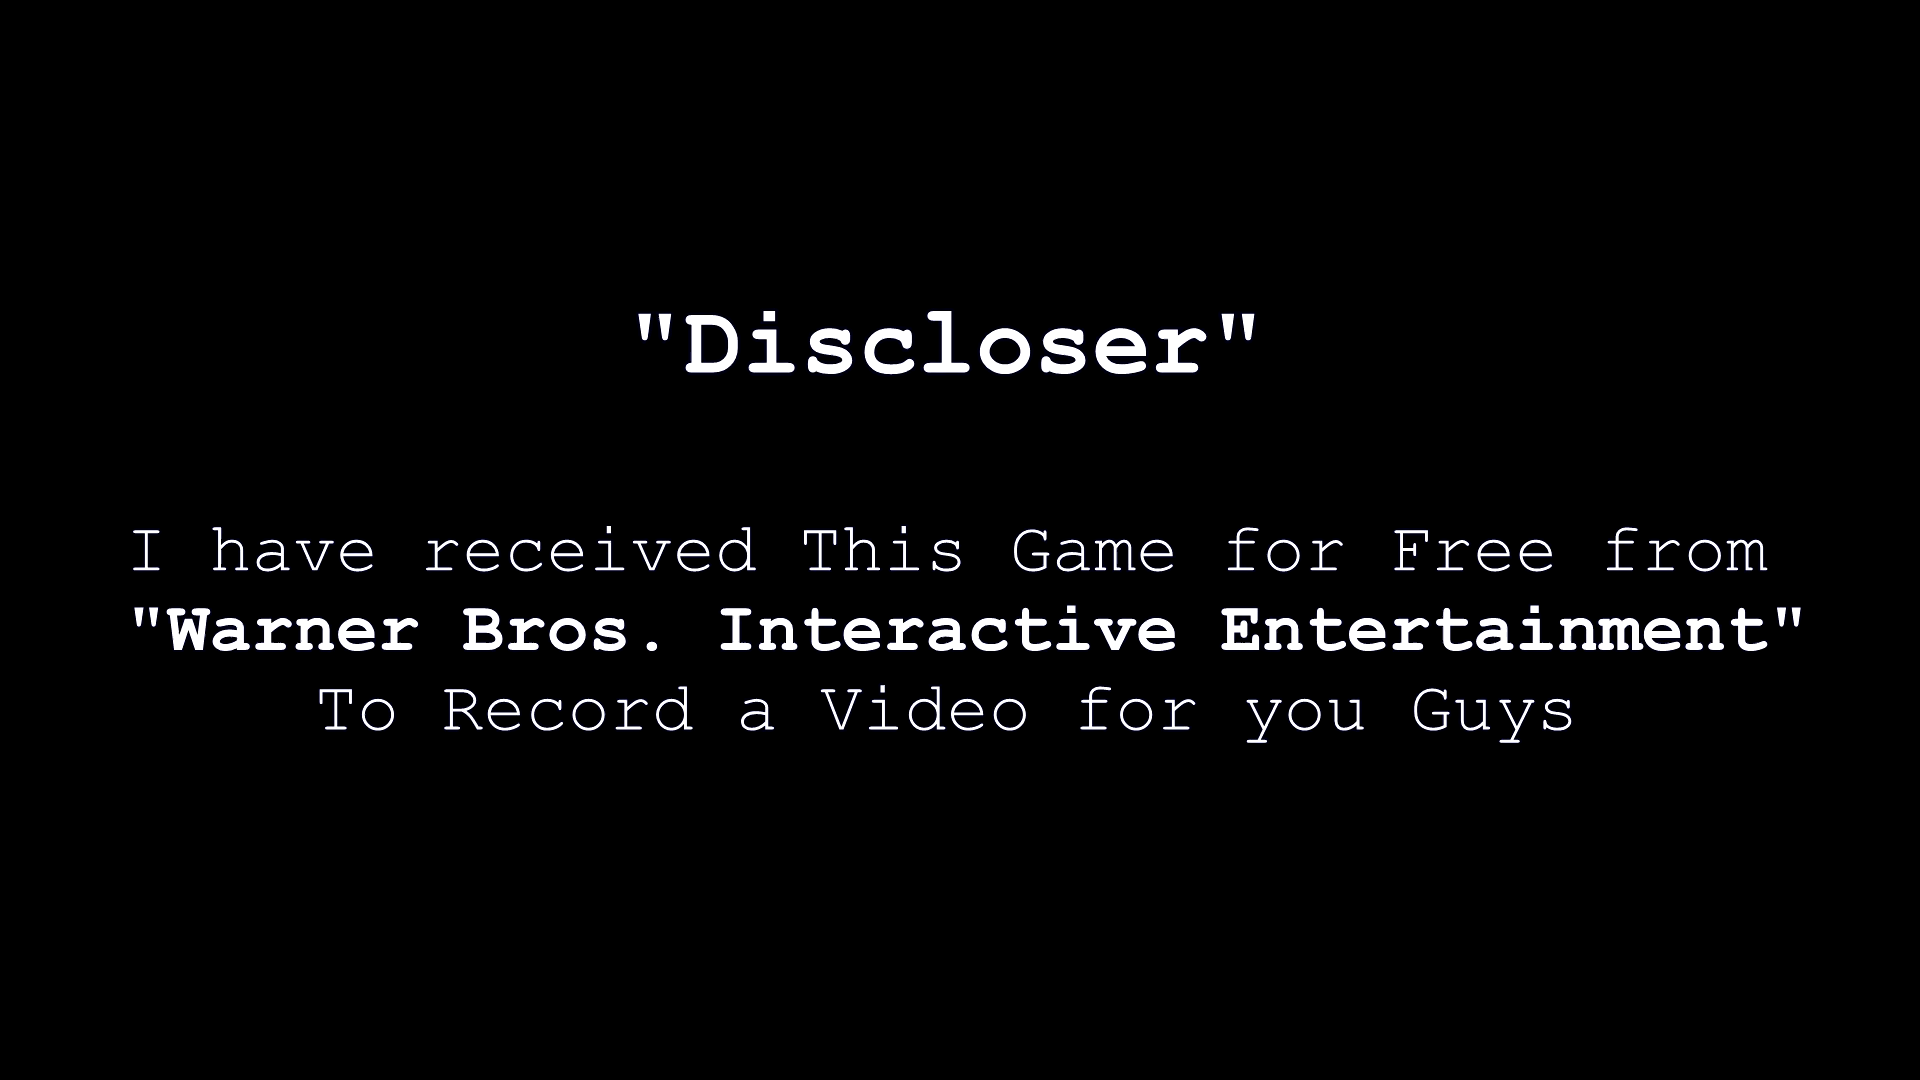 "Discloser"
I have received This Game for Free from
"Warner Bros. Interactive Entertainment"
To Record a Video for you Guys